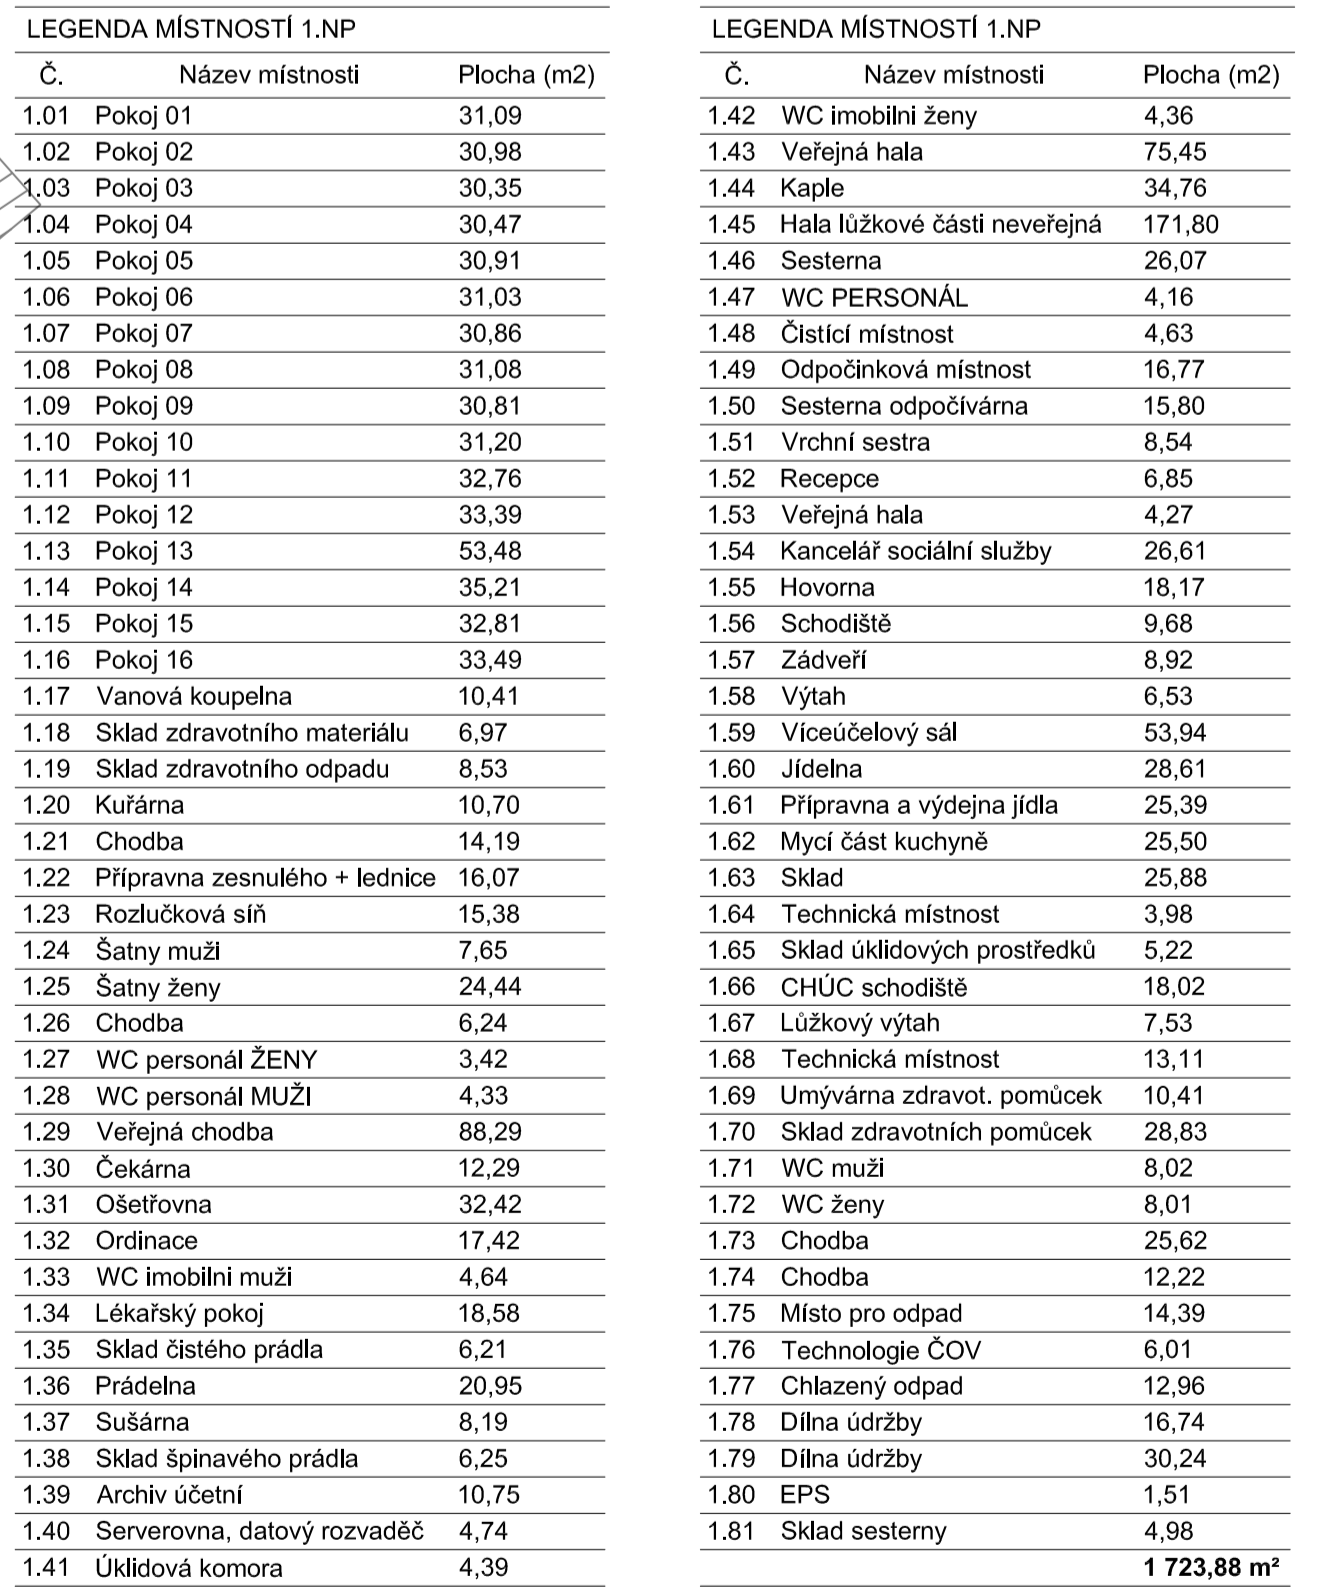 LEGENDA MÍSTNOSTÍ 1.NP
Č. Název místnosti Plocha (m2)
1.01 Pokoj 01 31,09
1.02 Pokoj 02 30,98
1.03 Pokoj 03 30,35
1.04 Pokoj 04 30,47
1.05 Pokoj 05 30,91
1.06 Pokoj 06 31,03
1.07 Pokoj 07 30,86
1.08 Pokoj 08 31,08
1.09 Pokoj 09 30,81
1.10 Pokoj 10 31,20
1.11 Pokoj 11 32,76
1.12 Pokoj 12 33,39
1.13 Pokoj 13 53,48
1.14 Pokoj 14 35,21
1.15 Pokoj 15 32,81
1.16 Pokoj 16 33,49
1.17 Vanová koupelna 10,41
1.18 Sklad zdravotního materiálu 6,97
1.19 Sklad zdravotního odpadu 8,53
1.20 Kuřárna 10,70
1.21 Chodba 14,19
1.22 Přípravna zesnulého + lednice 16,07
1.23 Rozlučková síň 15,38
1.24 Šatny muži 7,65
1.25 Šatny ženy 24,44
1.26 Chodba 6,24
1.27 WC personál ŽENY 3,42
1.28 WC personál MUŽI 4,33
1.29 Veřejná chodba 88,29
1.30 Čekárna 12,29
1.31 Ošetřovna 32,42
1.32 Ordinace 17,42
1.33 WC imobilni muži 4,64
1.34 Lékařský pokoj 18,58
1.35 Sklad čistého prádla 6,21
1.36 Prádelna 20,95
1.37 Sušárna 8,19
1.38 Sklad špinavého prádla 6,25
1.39 Archiv účetní 10,75
1.40 Serverovna, datový rozvaděč 4,74
1.41 Úklidová komora 4,39
LEGENDA MÍSTNOSTÍ 1.NP
Č. Název místnosti Plocha (m2)
1.42 WC imobilni ženy 4,36
1.43 Veřejná hala 75,45
1.44 Kaple 34,76
1.45 Hala lůžkové části neveřejná 171,80
1.46 Sesterna 26,07
1.47 WC PERSONÁL 4,16
1.48 Čistící místnost 4,63
1.49 Odpočinková místnost 16,77
1.50 Sesterna odpočívárna 15,80
1.51 Vrchní sestra 8,54
1.52 Recepce 6,85
1.53 Veřejná hala 4,27
1.54 Kancelář sociální služby 26,61
1.55 Hovorna 18,17
1.56 Schodiště 9,68
1.57 Zádveří 8,92
1.58 Výtah 6,53
1.59 Víceúčelový sál 53,94
1.60 Jídelna 28,61
1.61 Přípravna a výdejna jídla 25,39
1.62 Mycí část kuchyně 25,50
1.63 Sklad 25,88
1.64 Technická místnost 3,98
1.65 Sklad úklidových prostředků 5,22
1.66 CHÚC schodiště 18,02
1.67 Lůžkový výtah 7,53
1.68 Technická místnost 13,11
1.69 Umývárna zdravot. pomůcek 10,41
1.70 Sklad zdravotních pomůcek 28,83
1.71 WC muži 8,02
1.72 WC ženy 8,01
1.73 Chodba 25,62
1.74 Chodba 12,22
1.75 Místo pro odpad 14,39
1.76 Technologie ČOV 6,01
1.77 Chlazený odpad 12,96
1.78 Dílna údržby 16,74
1.79 Dílna údržby 30,24
1.80 EPS 1,51
1.81 Sklad sesterny 4,98
1 723,88 m²